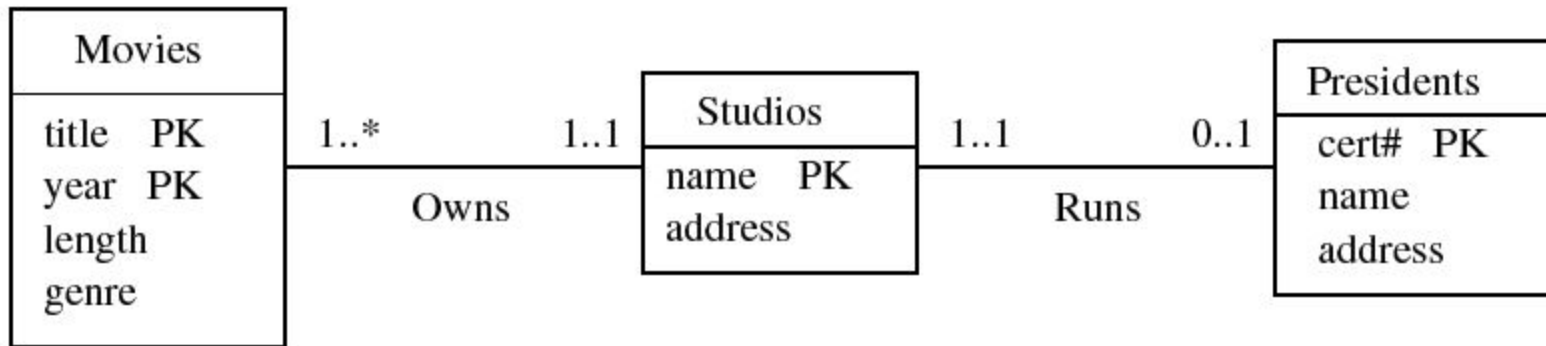 Movies
title PK
year PK
length
genre
1..*
1..1
Owns
Studios
name PK
address
1..1
0..1
Runs
Presidents
cert# PK
name
address